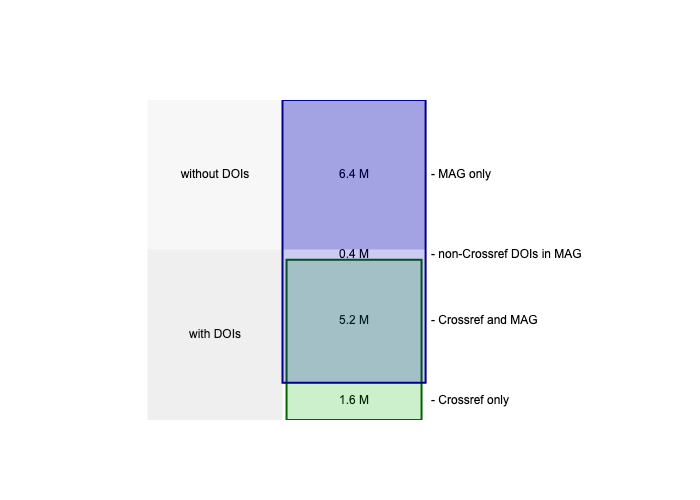 without DOIs
6.4 M
- MAG only
0.4 M
- non-Crossref DOIs in MAG
5.2 M
- Crossref and MAG
with DOIs
1.6 M
- Crossref only